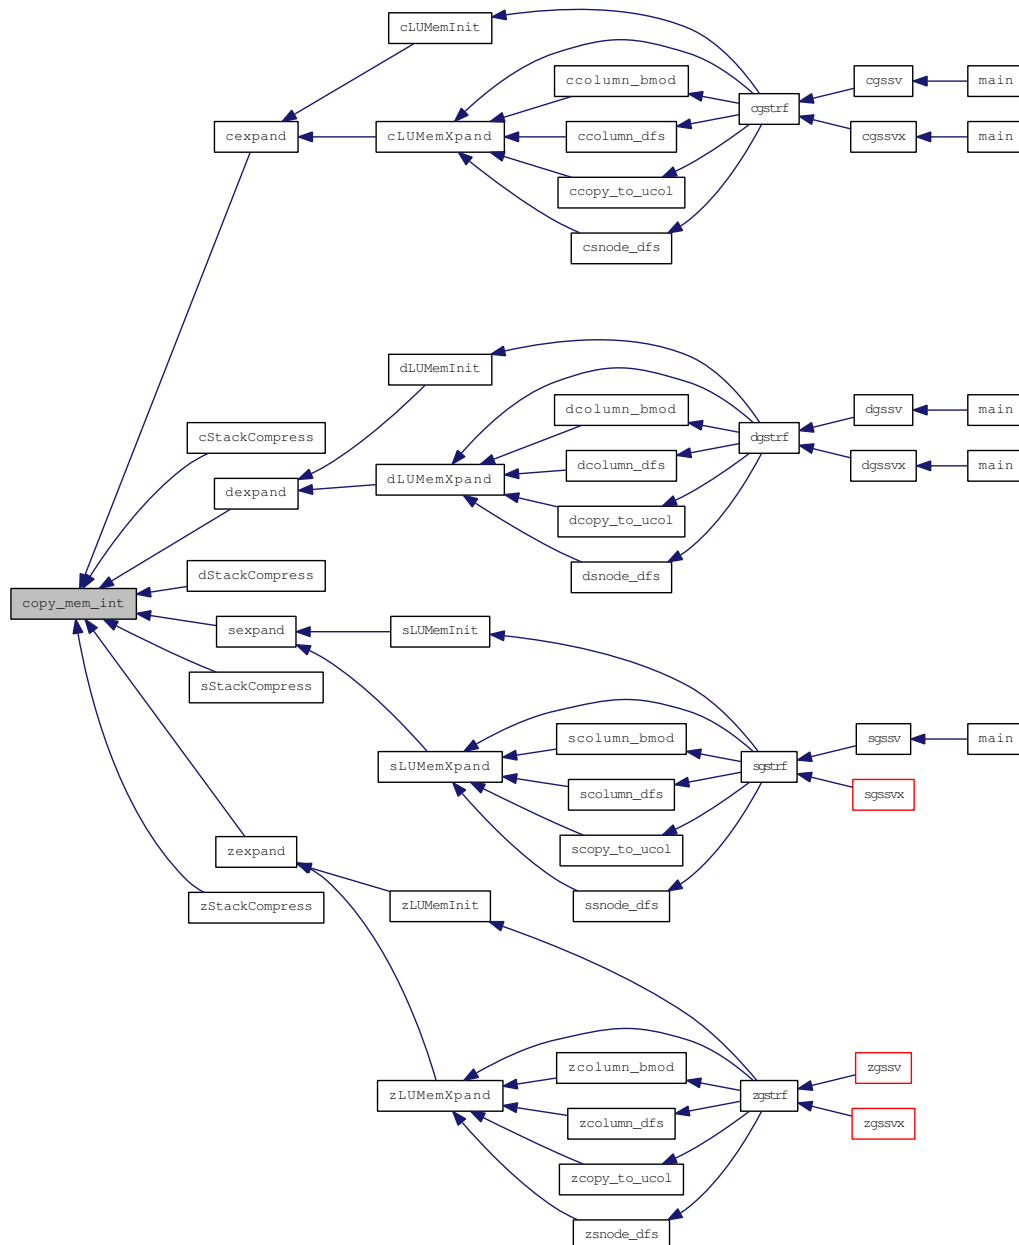 cLUMemInit
ccolumn_bmod
cgssv
main
cgstrf
cexpand
cLUMemXpand
ccolumn_dfs
cgssvx
main
ccopy_to_ucol
csnode_dfs
dLUMemInit
dcolumn_bmod
dgssv
main
cStackCompress
dgstrf
dcolumn_dfs
dgssvx
main
dLUMemXpand
dexpand
dcopy_to_ucol
dStackCompress
dsnode_dfs
copy_mem_int
sexpand
sLUMemInit
sStackCompress
scolumn_bmod
sgssv
main
sLUMemXpand
sgstrf
scolumn_dfs
sgssvx
zexpand
scopy_to_ucol
zStackCompress
zLUMemInit
ssnode_dfs
zcolumn_bmod
zgssv
zLUMemXpand
zgstrf
zcolumn_dfs
zgssvx
zcopy_to_ucol
zsnode_dfs